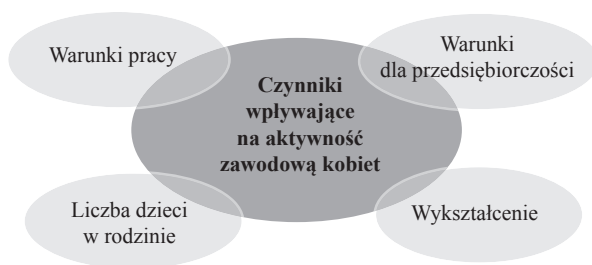 Warunki pracy
Warunki
dla przedsiębiorczości
Czynniki
wpływające
na aktywność
zawodową kobiet
Liczba dzieci
w rodzinie
Wykształcenie